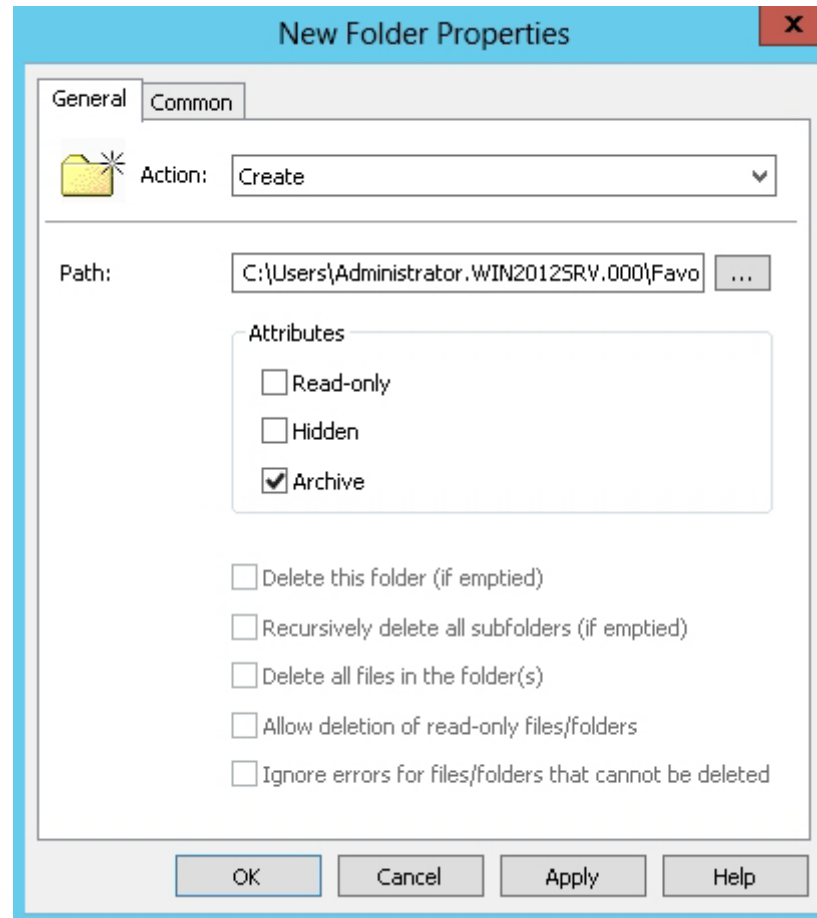 New Folder Properties
x
General
Common
Action:
Create
Path:
C:\Users\Administrator.WIN2012SRV.000\Favo
...
Attributes
Read-only
Hidden
Archive
Delete this folder (if emptied)
Recursively delete all subfolders (if emptied)
Delete all files in the folder(s)
Allow deletion of read-only files/folders
Ignore errors for files/folders that cannot be deleted
OK
Cancel
Apply
Help